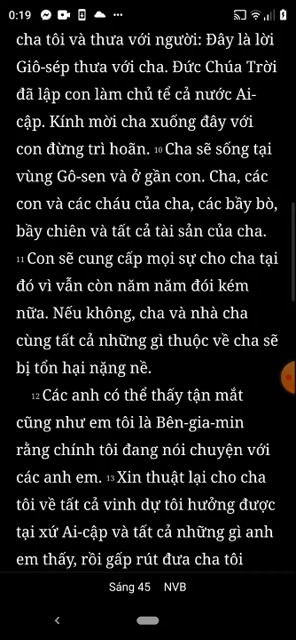 0:19
cha tôi và thưa với người: Đây là lời
Giô-sép thưa với cha. Đức Chúa Trời
đã lập con làm chủ tể cả nước Ai-
cập. Kính mời cha xuống đây với
con đừng trì hoãn. 10 Cha sẽ sống tại
vùng Gô-sen và ở gần con. Cha, các
con và các cháu của cha, các bầy bò,
bầy chiên và tất cả tài sản của cha.
11 Con sẽ cung cấp mọi sự cho cha tại
đó vì vẫn còn năm năm đói kém
nữa. Nếu không, cha và nhà cha
cùng tất cả những gì thuộc về cha sẽ
bị tổn hại nặng nề.
12 Các anh có thể thấy tận mắt
cũng như em tôi là Bên-gia-min
rằng chính tôi đang nói chuyện với
các anh em. 13 Xin thuật lại cho cha
tôi về tất cả vinh dự tôi hưởng được
tại xứ Ai-cập và tất cả những gì anh
em thấy, rồi gấp rút đưa cha tôi
Sáng 45 NVB